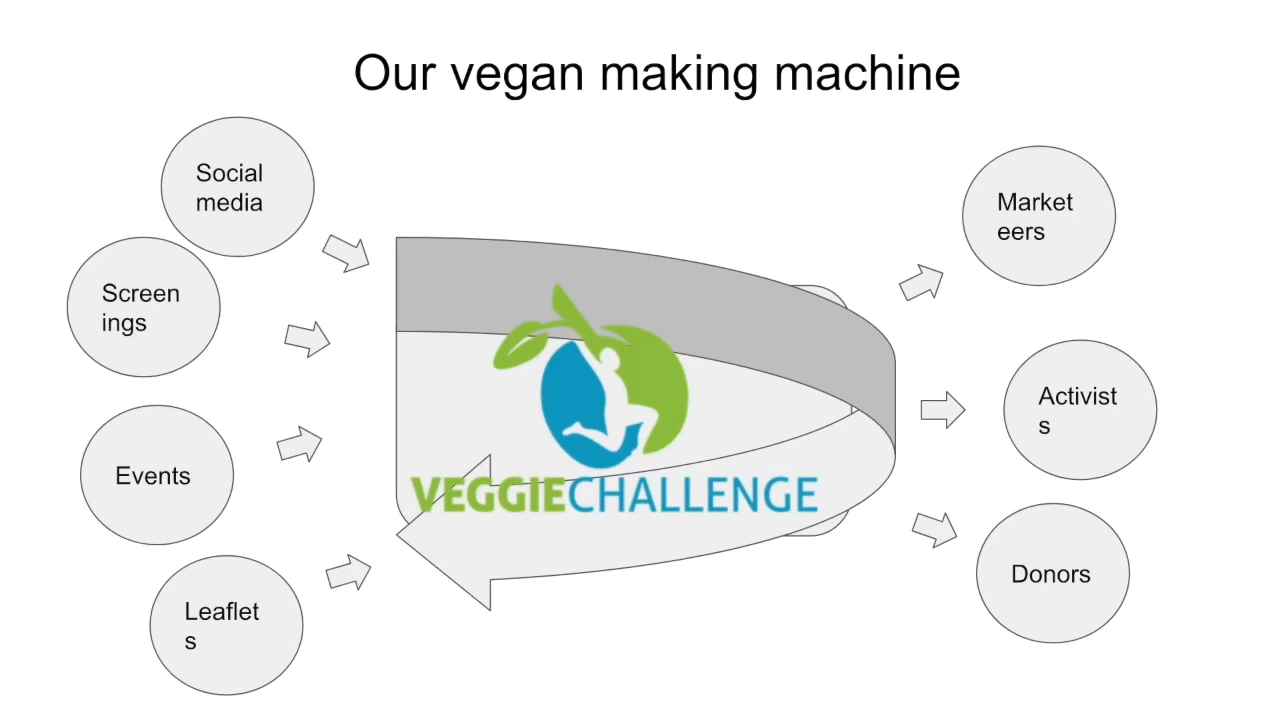 Our vegan making machine
Social
media
Screen
ings
Events
Leaflet
s
VEGGIECHALLENGE
Market
eers
Activist
s
Donors